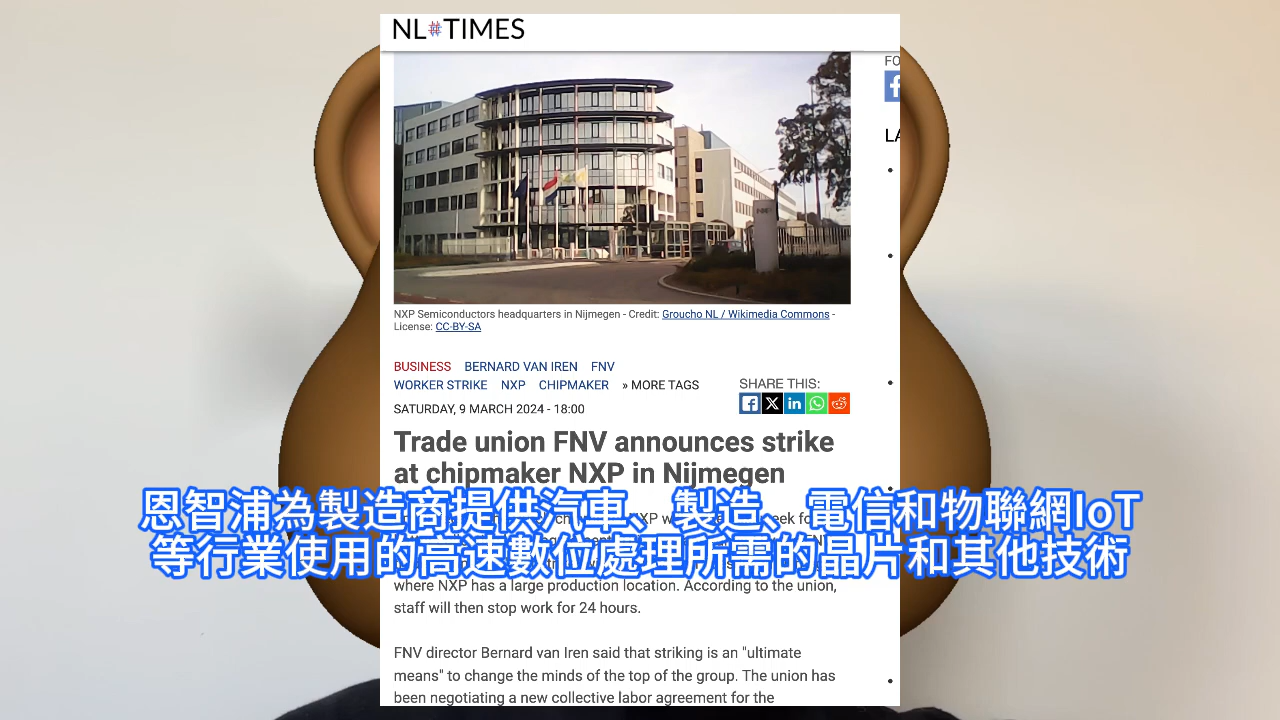 NL#TIMES
FO
LA
NXP Semiconductors headquarters in Nijmegen - Credit: Groucho NL / Wikimedia Commons -
License: CC-BY-SA
BUSINESS BERNARD VAN IREN FNV
WORKER STRIKE NXP CHIPMAKER » MORE TAGS
SHARE THIS:
SATURDAY, 9 MARCH 2024 - 18:00
Trade union FNV announces strike
at chipmaker NXP in Nijmegen
恩智浦為製造商提供汽車、製造、電信和物聯網IoT
等行業使用的高速數位處理所需的晶片和其他技術
where NXP has a large production location. According to the union,
staff will then stop work for 24 hours.
FNV director Bernard van Iren said that striking is an "ultimate
means" to change the minds of the top of the group. The union has
been negotiating a new collective labor agreement for the